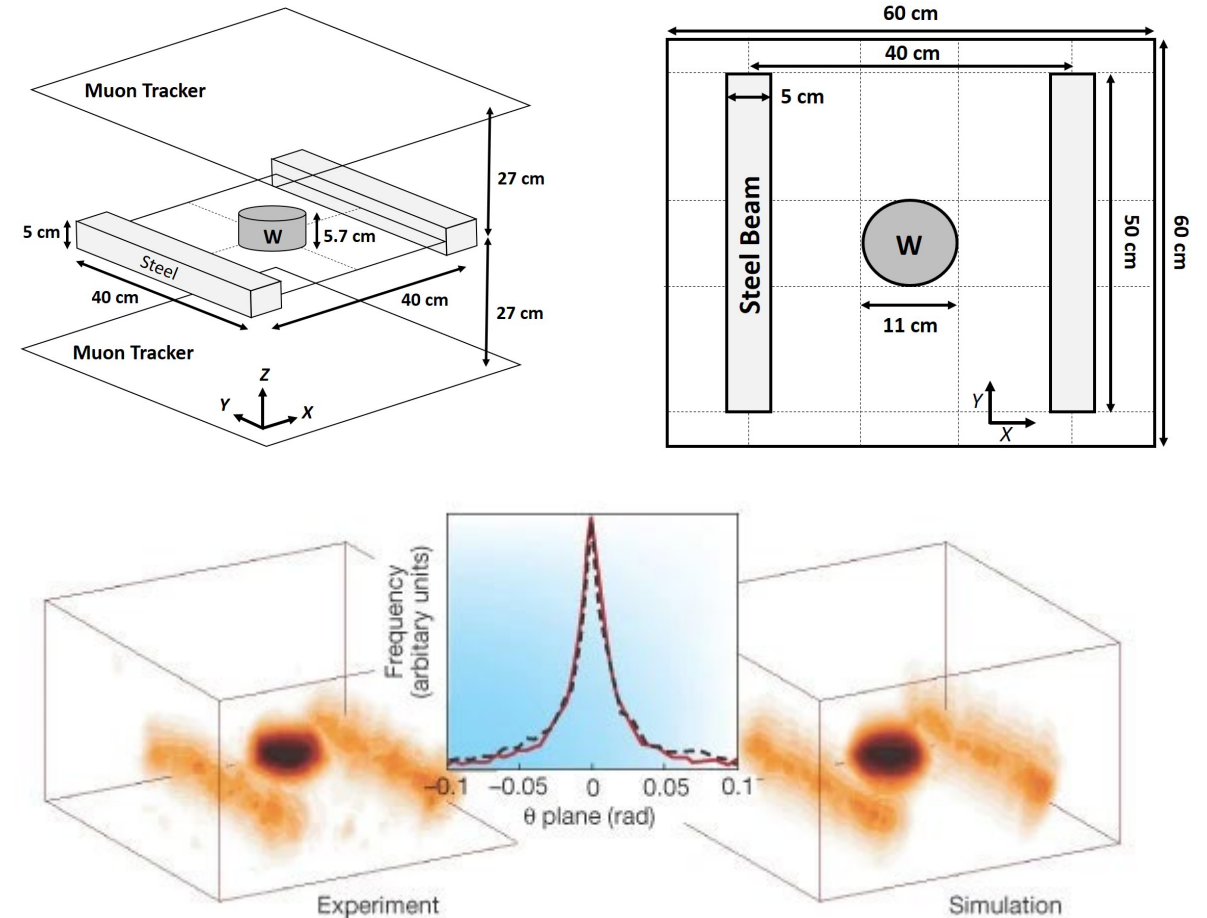 Muon Tracker
27 cm
5 cm
W
5.7 cm
Steel
40 cm
40 cm
27 cm
Muon Tracker
Z
Y
X
60 cm
40 cm
5 cm
Steel Beam
W
11 cm
50 cm
60 cm
Y
X
Frequency
(arbitary units)
−0.1 −0.05 0 0.05 0.1
θ plane (rad)
Experiment
Simulation